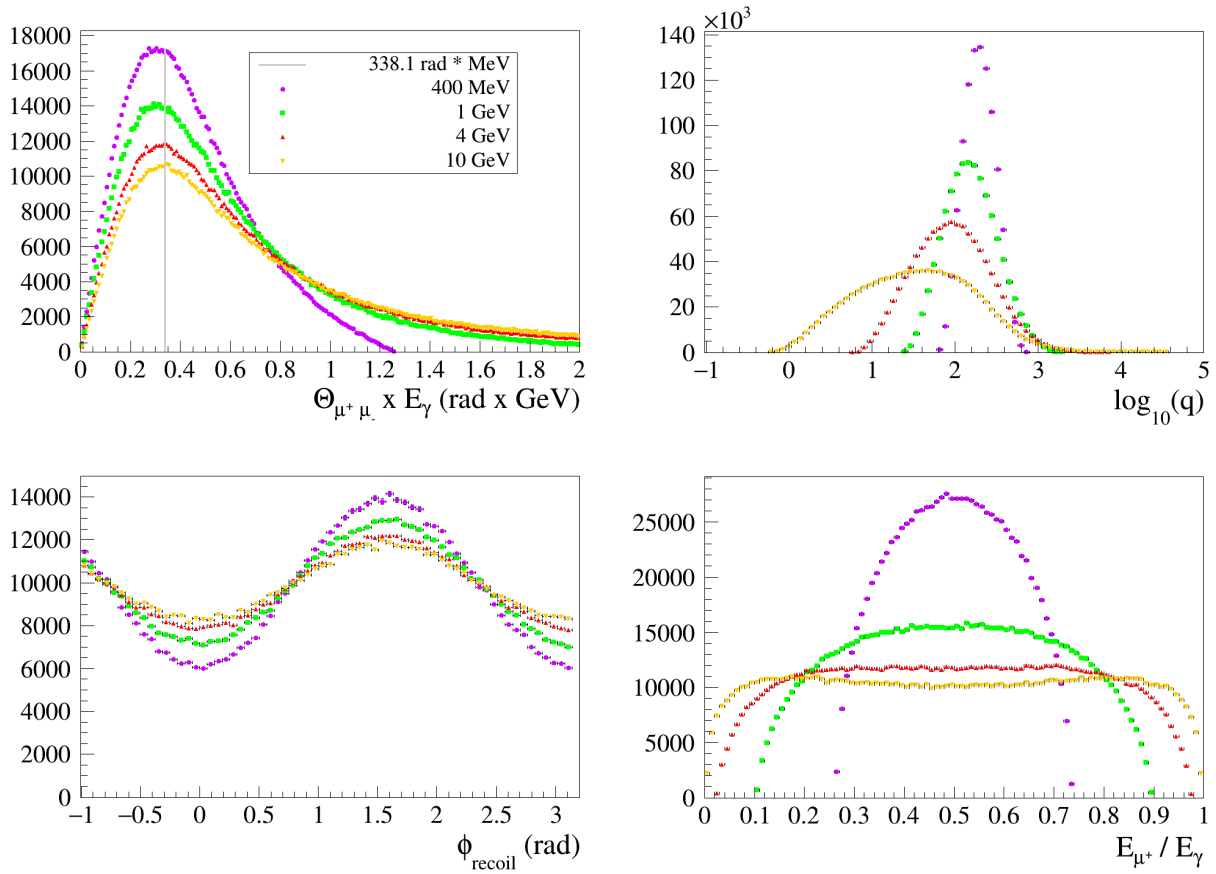 18000
16000
14000
12000
10000
8000
6000
4000
2000
0
0 0.2 0.4 0.6 0.8 1 1.2 1.4 1.6 1.8 2
Θμ+ μ- x Eγ (rad x GeV)
338.1 rad * MeV
400 MeV
1 GeV
4 GeV
10 GeV
×10³
140
120
100
80
60
40
20
0
−1 0 1 2 3 4 5
log10(q)
14000
12000
10000
8000
6000
4000
2000
0
−1 −0.5 0 0.5 1 1.5 2 2.5 3
ϕrecoil (rad)
25000
20000
15000
10000
5000
0
0 0.1 0.2 0.3 0.4 0.5 0.6 0.7 0.8 0.9 1
Eμ+ / Eγ